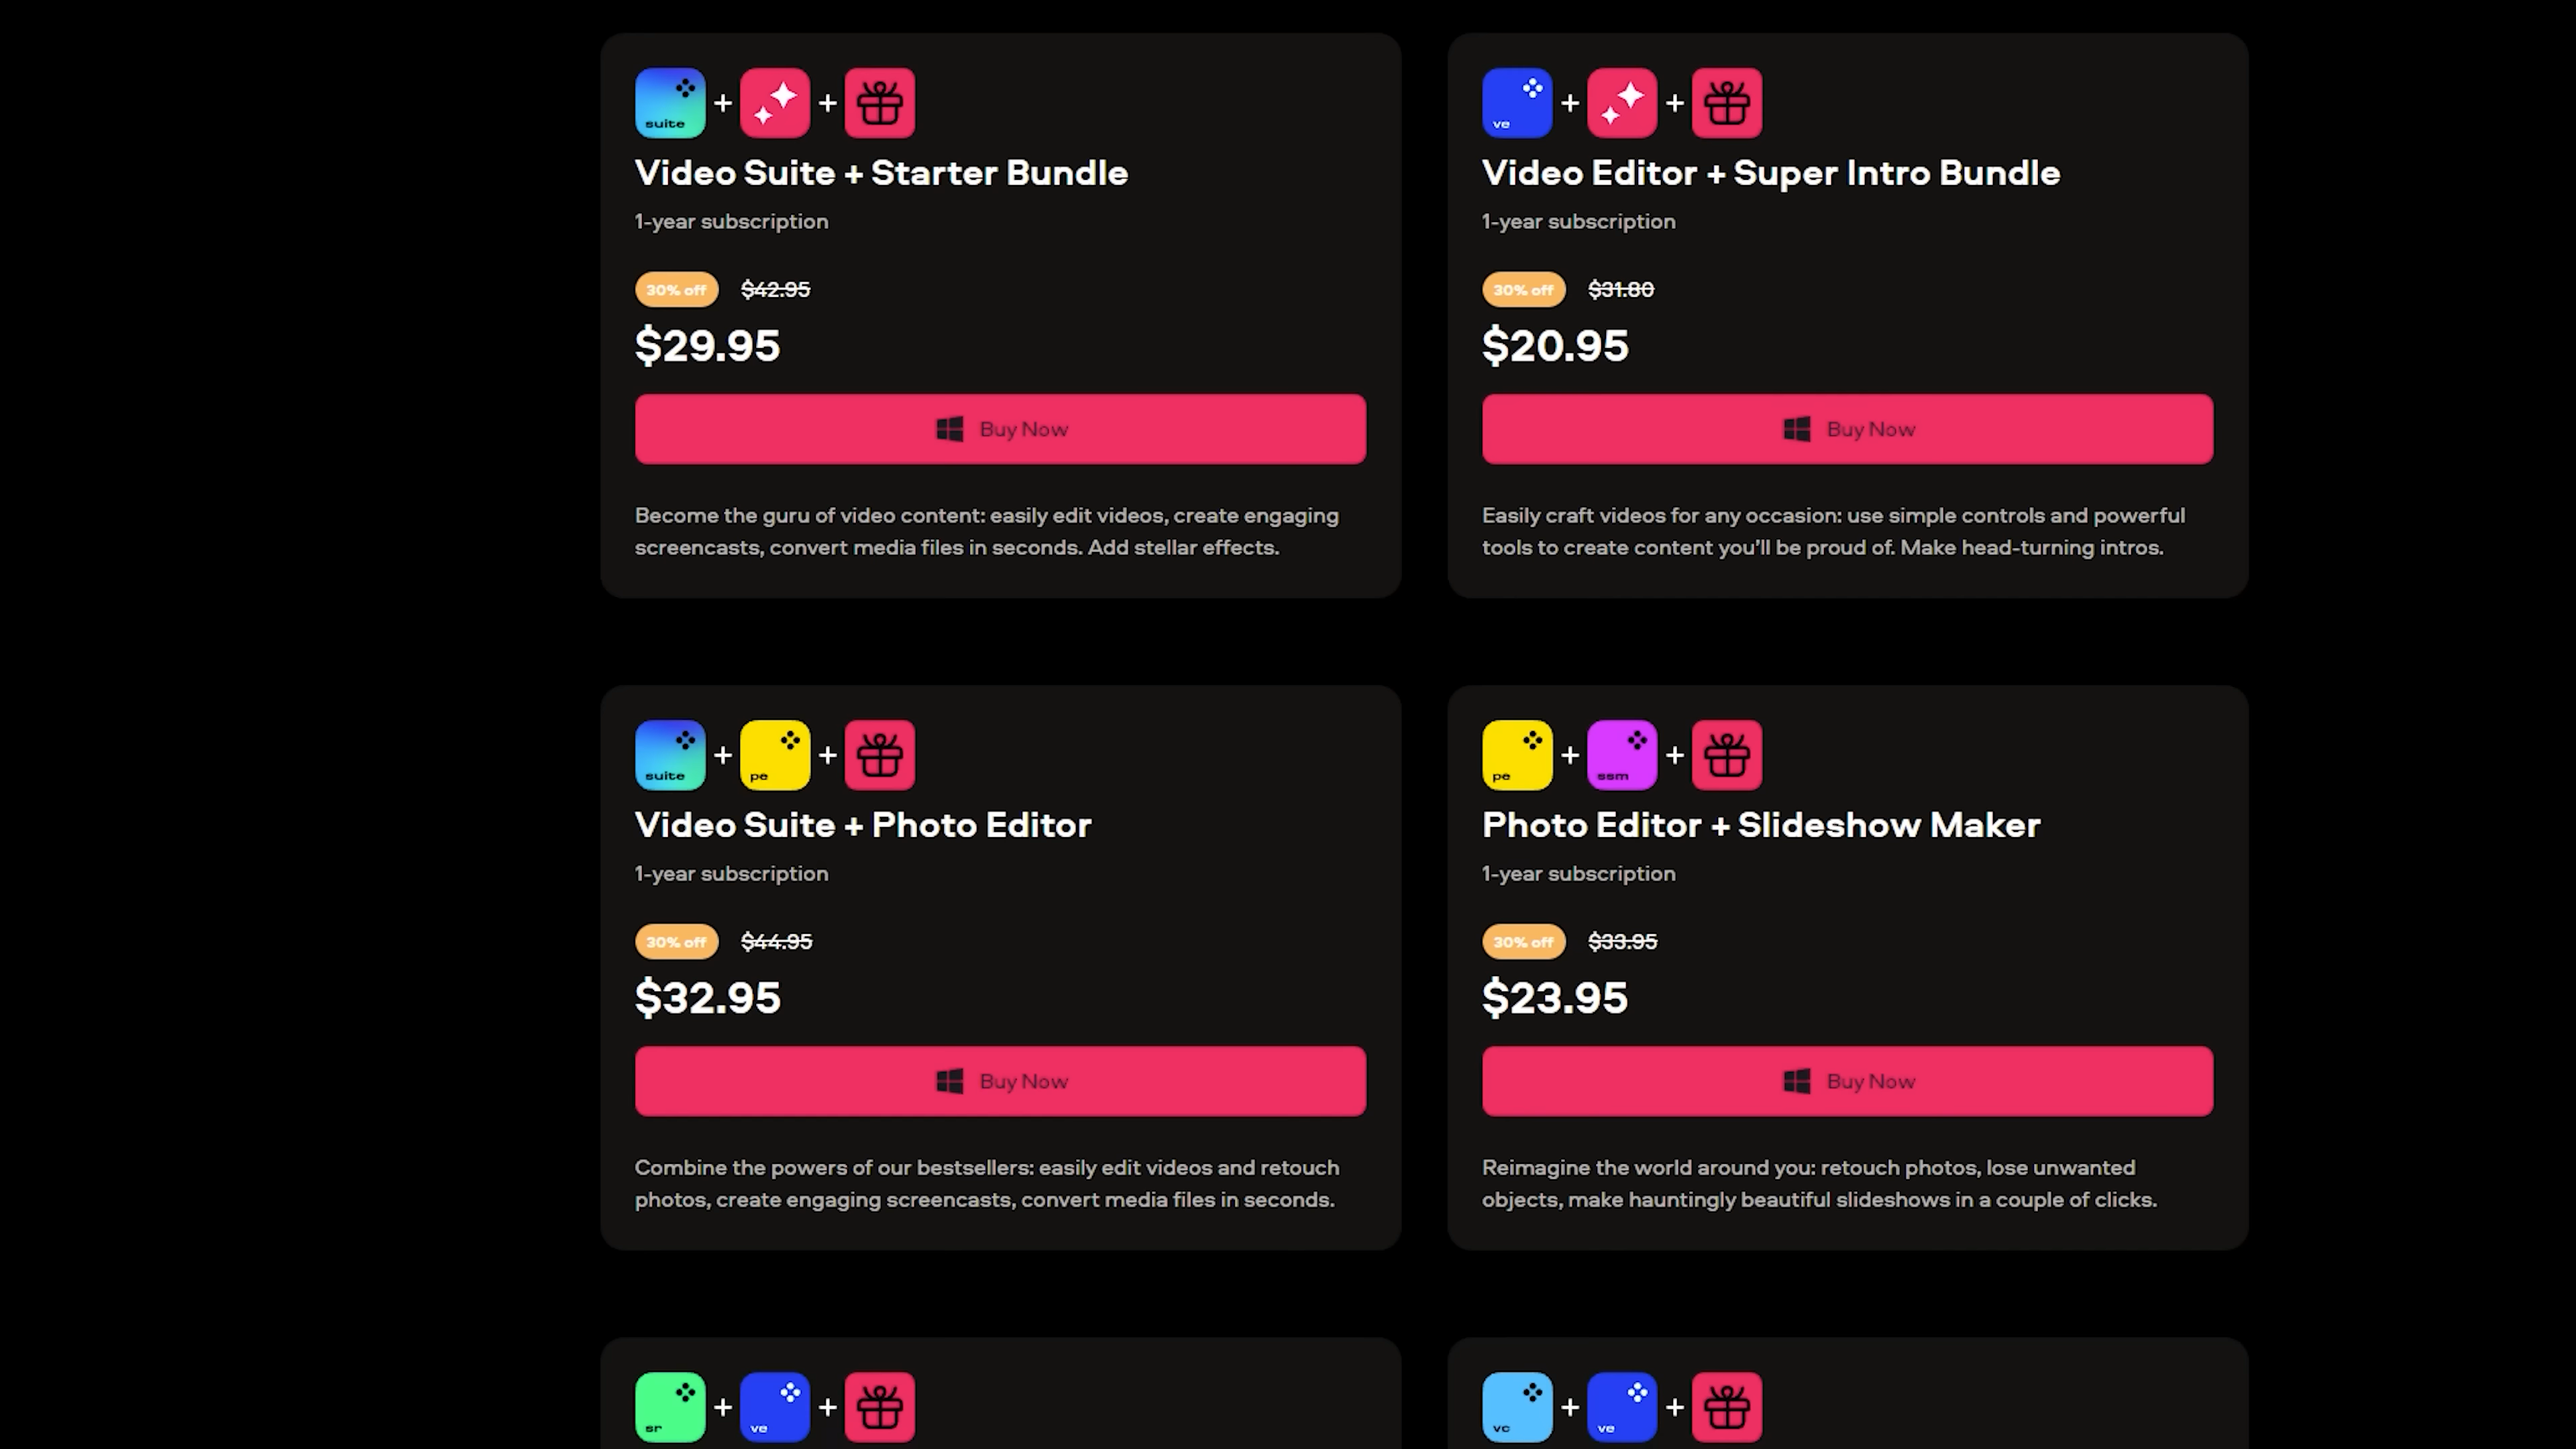 suite + +
Video Suite + Starter Bundle
1-year subscription
30% off $42.95
$29.95
Buy Now
Become the guru of video content: easily edit videos, create engaging
screencasts, convert media files in seconds. Add stellar effects.
ve + +
Video Editor + Super Intro Bundle
1-year subscription
30% off $31.80
$20.95
Buy Now
Easily craft videos for any occasion: use simple controls and powerful
tools to create content you'll be proud of. Make head-turning intros.
suite + pe +
Video Suite + Photo Editor
1-year subscription
30% off $44.95
$32.95
Buy Now
Combine the powers of our bestsellers: easily edit videos and retouch
photos, create engaging screencasts, convert media files in seconds.
pe + ssm +
Photo Editor + Slideshow Maker
1-year subscription
30% off $33.95
$23.95
Buy Now
Reimagine the world around you: retouch photos, lose unwanted
objects, make hauntingly beautiful slideshows in a couple of clicks.
sr + ve +
vc + ve +